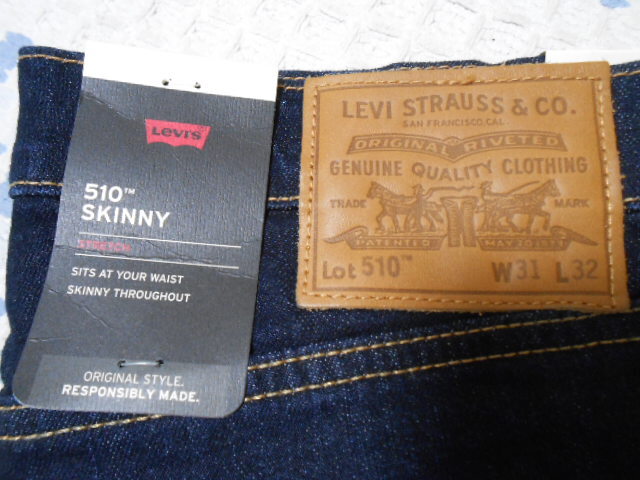 Levi's
510™
SKINNY
STRETCH
SITS AT YOUR WAIST
SKINNY THROUGHOUT
ORIGINAL STYLE.
RESPONSIBLY MADE.
LEVI STRAUSS & CO.
SAN FRANCISCO, CAL.
ORIGINAL RIVETED
GENUINE QUALITY CLOTHING
TRADE MARK
PATENTED
Lot 510™ W31 L32